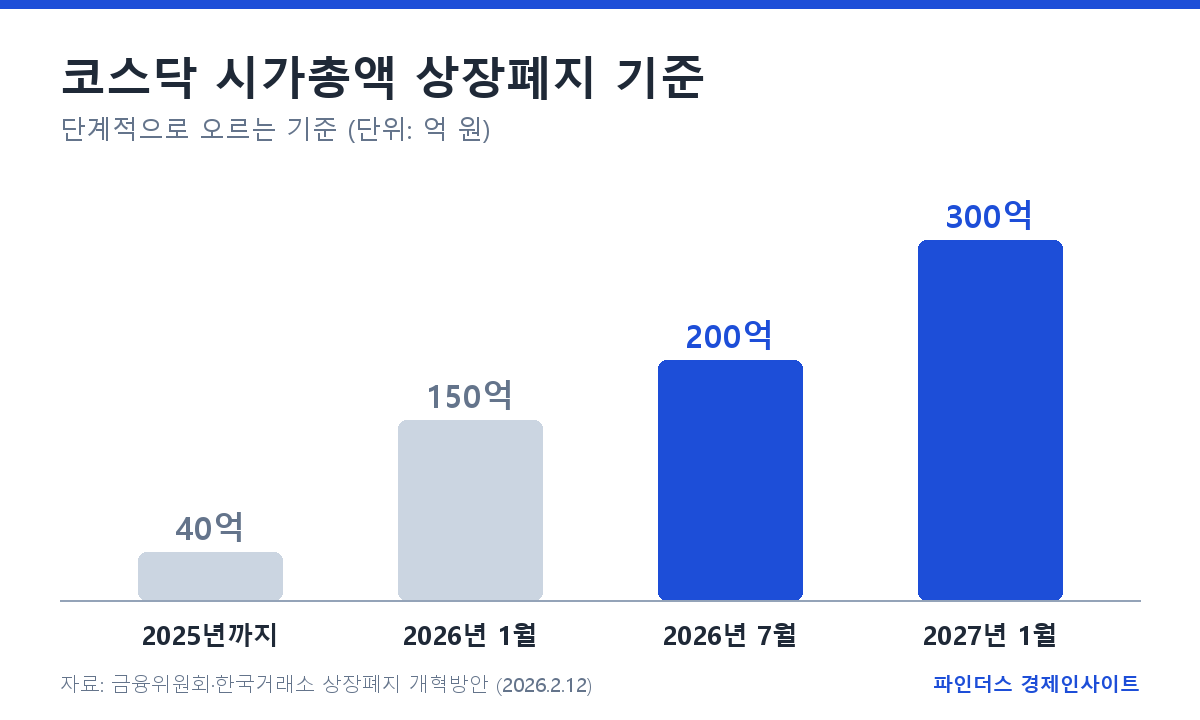 코스닥 시가총액 상장폐지 기준
단계적으로 오르는 기준 (단위: 억 원)
40억
150억
200억
300억
2025년까지
2026년 1월
2026년 7월
2027년 1월
자료: 금융위원회·한국거래소 상장폐지 개혁방안 (2026.2.12)
파인더스 경제인사이트